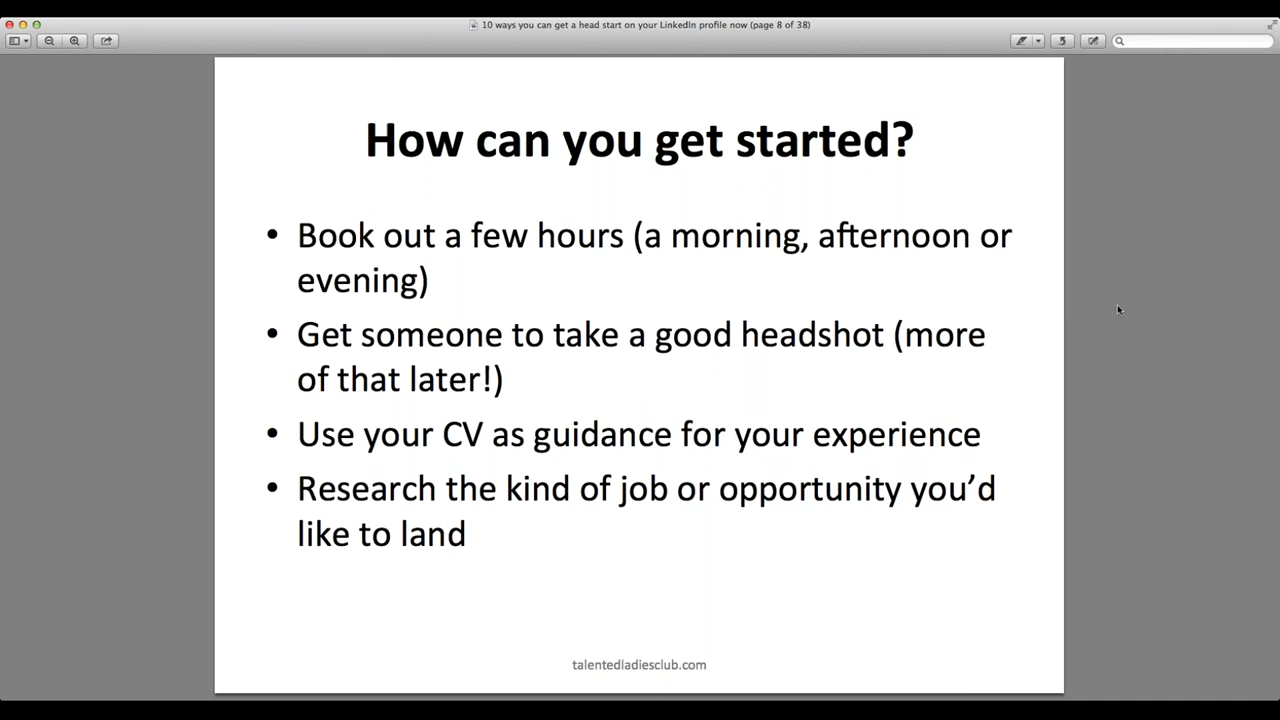 10 ways you can get a head start on your LinkedIn profile now (page 8 of 38)
How can you get started?
• Book out a few hours (a morning, afternoon or
evening)
• Get someone to take a good headshot (more
of that later!)
• Use your CV as guidance for your experience
• Research the kind of job or opportunity you’d
like to land
talentedladiesclub.com